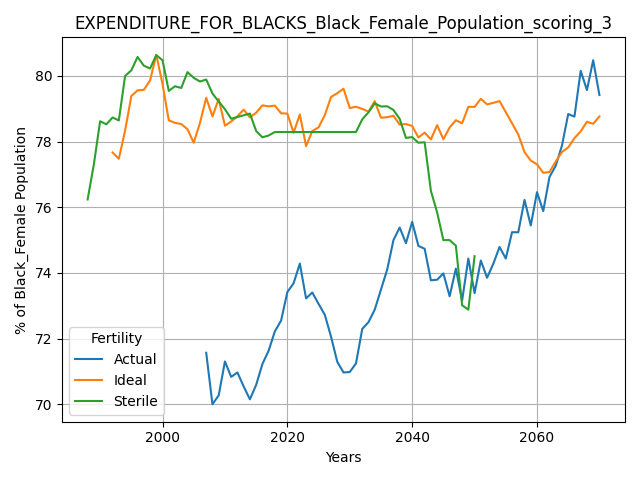 EXPENDITURE_FOR_BLACKS_Black_Female_Population_scoring_3
% of Black_Female Population
80
78
76
74
72
70
Fertility
Actual
Ideal
Sterile
2000
2020
2040
2060
Years